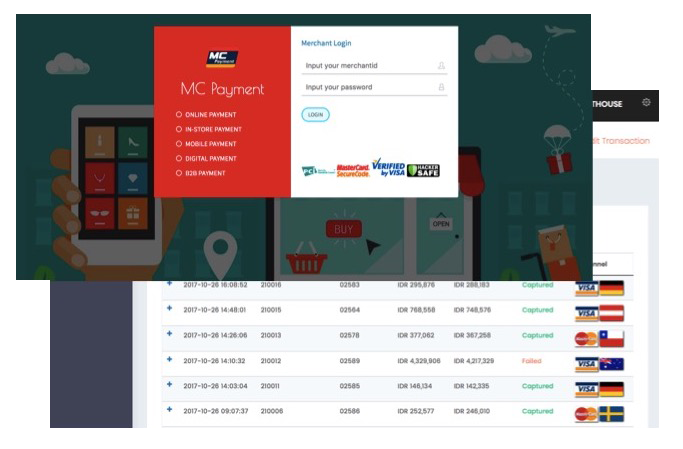 MC
Payment
MC Payment
ONLINE PAYMENT
IN-STORE PAYMENT
MOBILE PAYMENT
DIGITAL PAYMENT
B2B PAYMENT
Merchant Login
Input your merchantid
Input your password
LOGIN
PCI
MasterCard.
SecureCode.
VERIFIED
by VISA
HACKER
SAFE
BUY
OPEN
THOUSE
dit Transaction
nnel
2017-10-26 16:08:52 210016 02583 IDR 295,876 IDR 288,183 Captured VISA
2017-10-26 14:48:01 210015 02564 IDR 768,558 IDR 748,576 Captured VISA
2017-10-26 14:26:06 210013 02578 IDR 377,062 IDR 367,258 Captured MasterCard
2017-10-26 14:10:32 210012 02589 IDR 4,329,906 IDR 4,217,329 Failed VISA
2017-10-26 14:03:04 210011 02585 IDR 146,134 IDR 142,335 Captured VISA
2017-10-26 09:07:37 210006 02586 IDR 252,577 IDR 246,010 Captured MasterCard